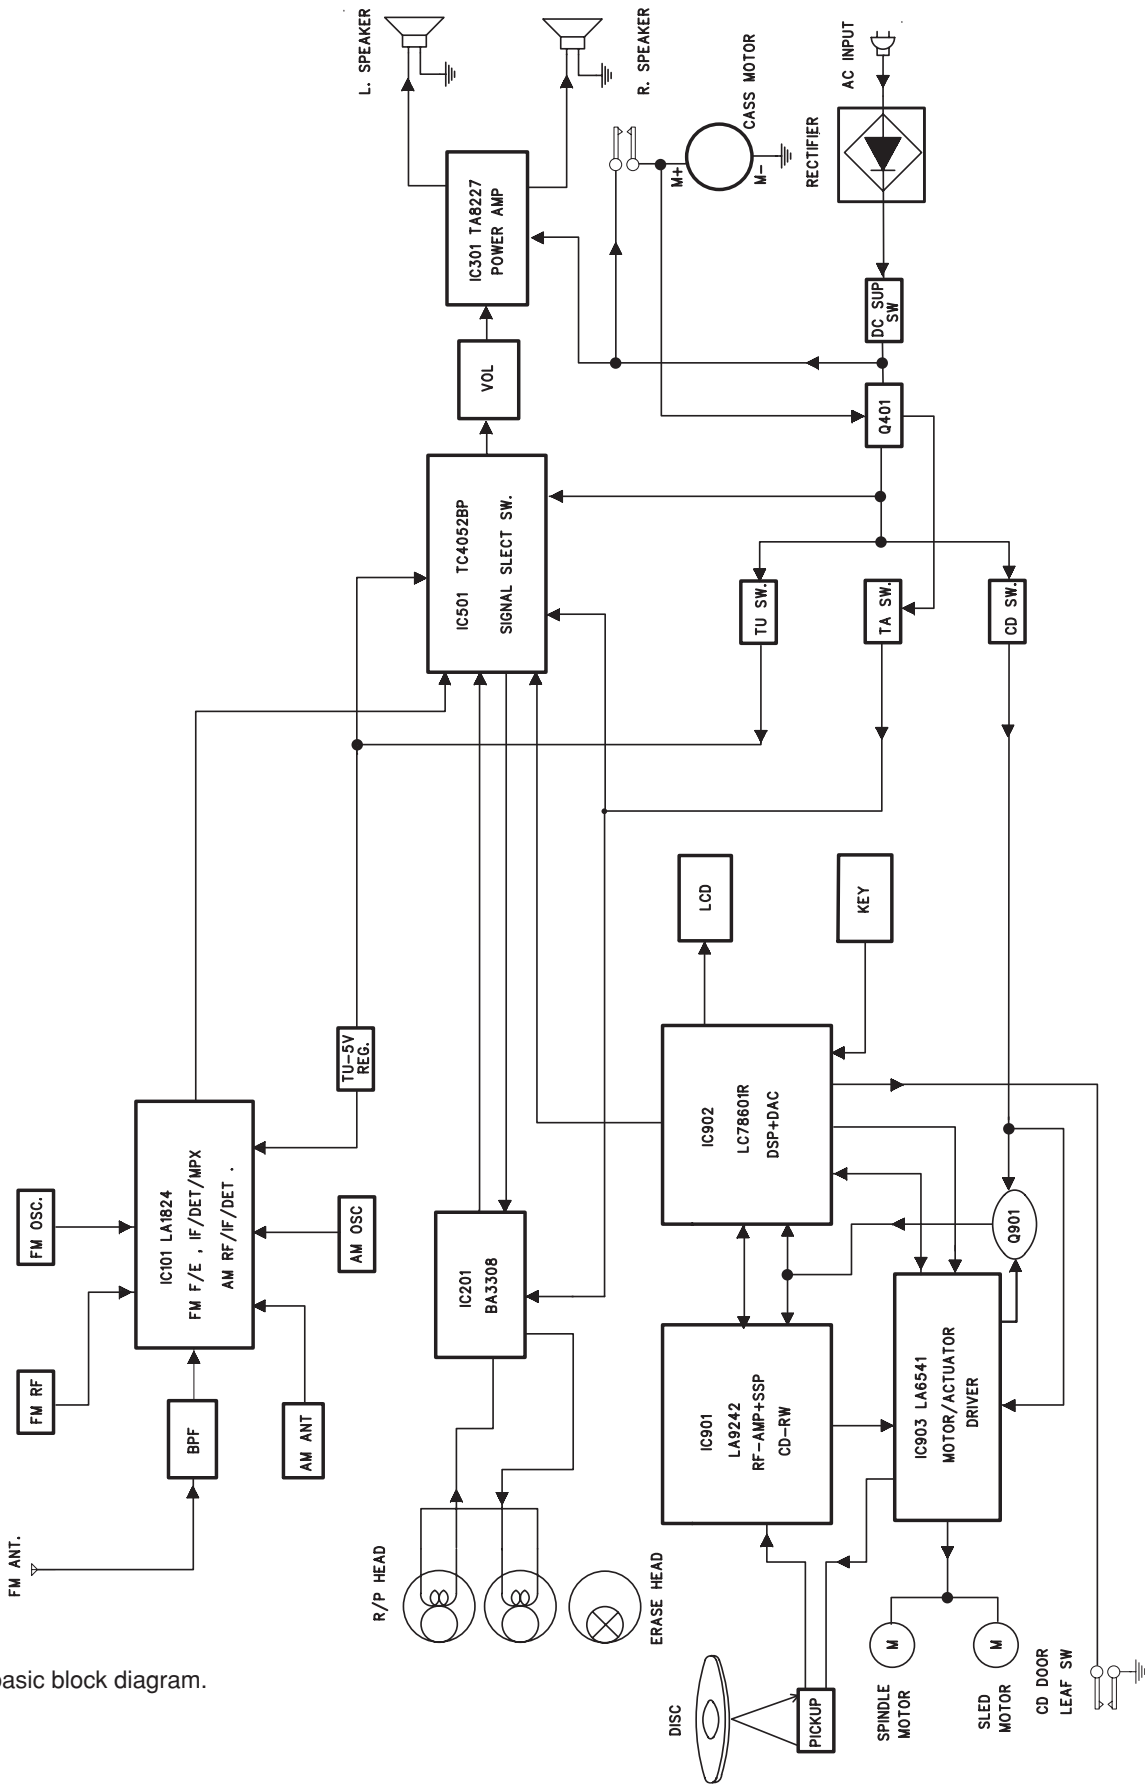 FM ANT.
BPF
FM RF
FM OSC.
AM ANT
AM OSC
IC101 LA1824
FM F/E , IF/DET/MPX
AM RF/IF/DET .
TU-5V
REG.
R/P HEAD
ERASE HEAD
IC201
BA3308
IC501 TC4052BP
SIGNAL SLECT SW.
VOL
IC301 TA8227
POWER AMP
L. SPEAKER
R. SPEAKER
CASS MOTOR
M+
M-
AC INPUT
RECTIFIER
DC SUP
SW
Q401
TU SW.
TA SW.
CD SW.
DISC
PICKUP
IC901
LA9242
RF-AMP+SSP
CD-RW
IC902
LC78601R
DSP+DAC
LCD
KEY
IC903 LA6541
MOTOR/ACTUATOR
DRIVER
Q901
M
SPINDLE
MOTOR
M
SLED
MOTOR
CD DOOR
LEAF SW
basic block diagram.